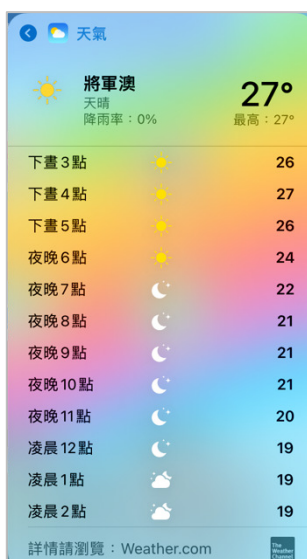 天氣
將軍澳
天晴
降雨率：0%
27°
最高：27°
下晝3點 26
下晝4點 27
下晝5點 26
夜晚6點 24
夜晚7點 22
夜晚8點 21
夜晚9點 21
夜晚10點 21
夜晚11點 20
凌晨12點 19
凌晨1點 19
凌晨2點 19
詳情請瀏覽：Weather.com
The
Weather
Channel